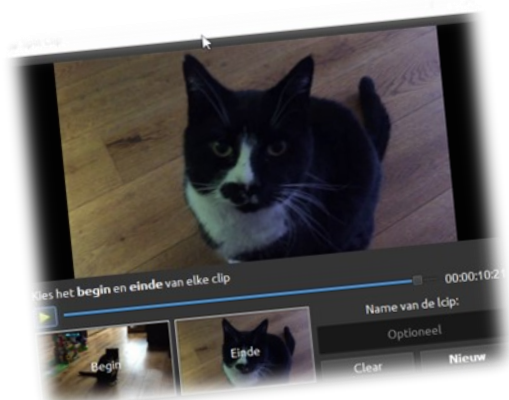 Kies het begin en einde van elke clip
00:00:10:21
Name van de lcip:
Begin
Einde
Optioneel
Clear
Nieuw